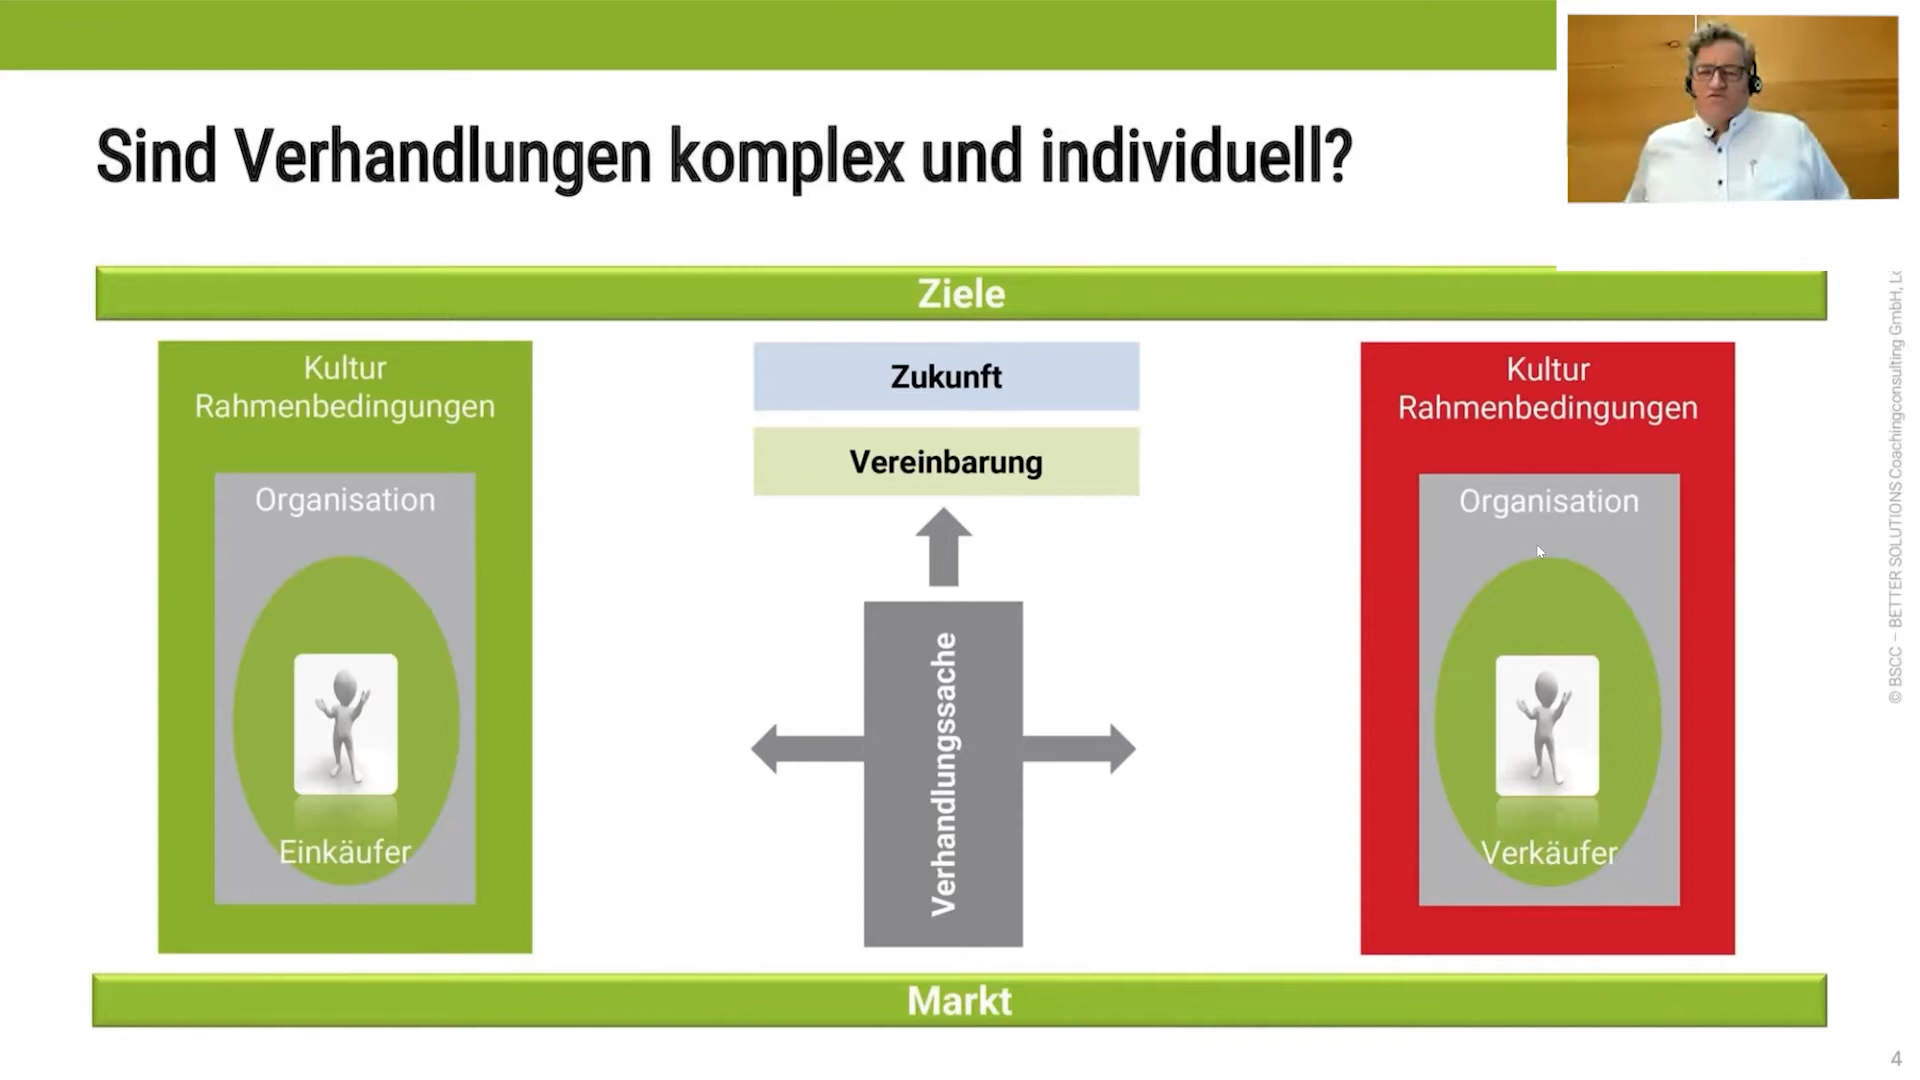 Sind Verhandlungen komplex und individuell?
Ziele
Kultur
Rahmenbedingungen
Organisation
Einkäufer
Zukunft
Vereinbarung
Verhandlungssache
Kultur
Rahmenbedingungen
Organisation
Verkäufer
Markt
© BSCC – BETTER SOLUTIONS Coachingconsulting GmbH,
4